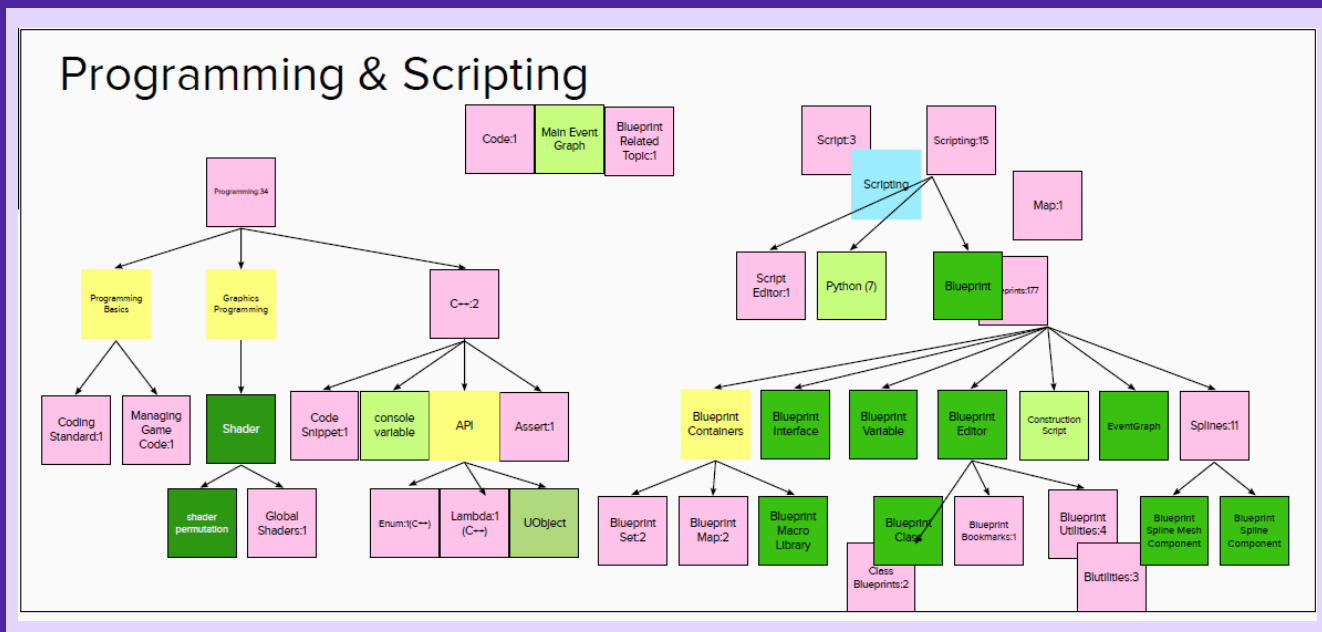 Programming & Scripting
Code:1
Main Event
Graph
Blueprint
Related
Topic:1
Script:3
Scripting:15
Scripting
Map:1
Programming:34
Programming
Basics
Graphics
Programming
C++:2
Script
Editor:1
Python (7)
Blueprint
eprints:177
Coding
Standard:1
Managing
Game
Code:1
Shader
Code
Snippet:1
console
variable
API
Assert:1
Blueprint
Containers
Blueprint
Interface
Blueprint
Variable
Blueprint
Editor
Construction
Script
EventGraph
Splines:11
shader
permutation
Global
Shaders:1
Enum:1(C++)
Lambda:1
(C++)
UObject
Blueprint
Set:2
Blueprint
Map:2
Blueprint
Macro
Library
Blueprint
Class
Class
Blueprints:2
Blueprint
Bookmarks:1
Blueprint
Utilities:4
Blutilities:3
Blueprint
Spline Mesh
Component
Blueprint
Spline
Component